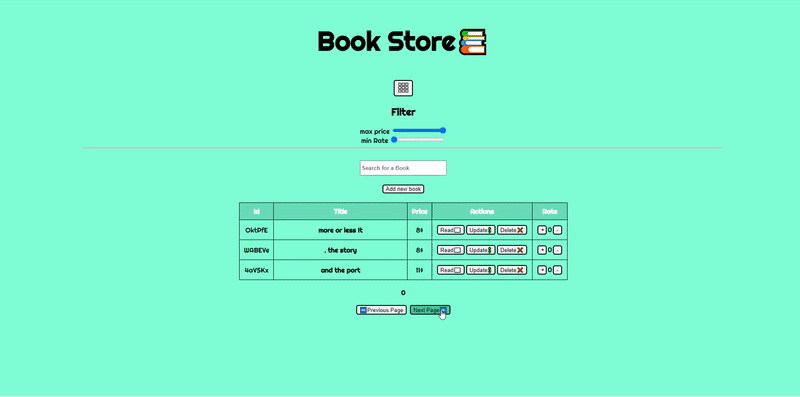 Book Store
Filter
max price
min Rate
Search for a Book
Add new book
Id Title Price Actions Rate
OktPfE more or less it 8$ Read Update Delete + 0 -
WABEVe . the story 8$ Read Update Delete + 0 -
4oV5Kx and the port 11$ Read Update Delete + 0 -
0
Previous Page Next Page